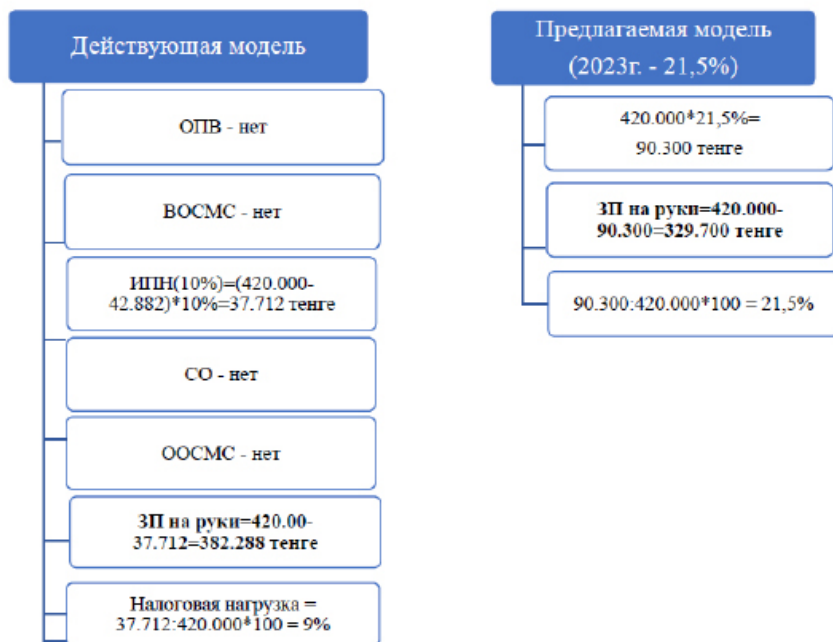 Действующая модель
ОПВ - нет
ВОСМС - нет
ИПН(10%)=(420.000-
42.882)*10%=37.712 тенге
СО - нет
ООСМС - нет
ЗП на руки=420.00-
37.712=382.288 тенге
Налоговая нагрузка =
37.712:420.000*100 = 9%
Предлагаемая модель
(2023г. - 21,5%)
420.000*21,5%=
90.300 тенге
ЗП на руки=420.000-
90.300=329.700 тенге
90.300:420.000*100 = 21,5%